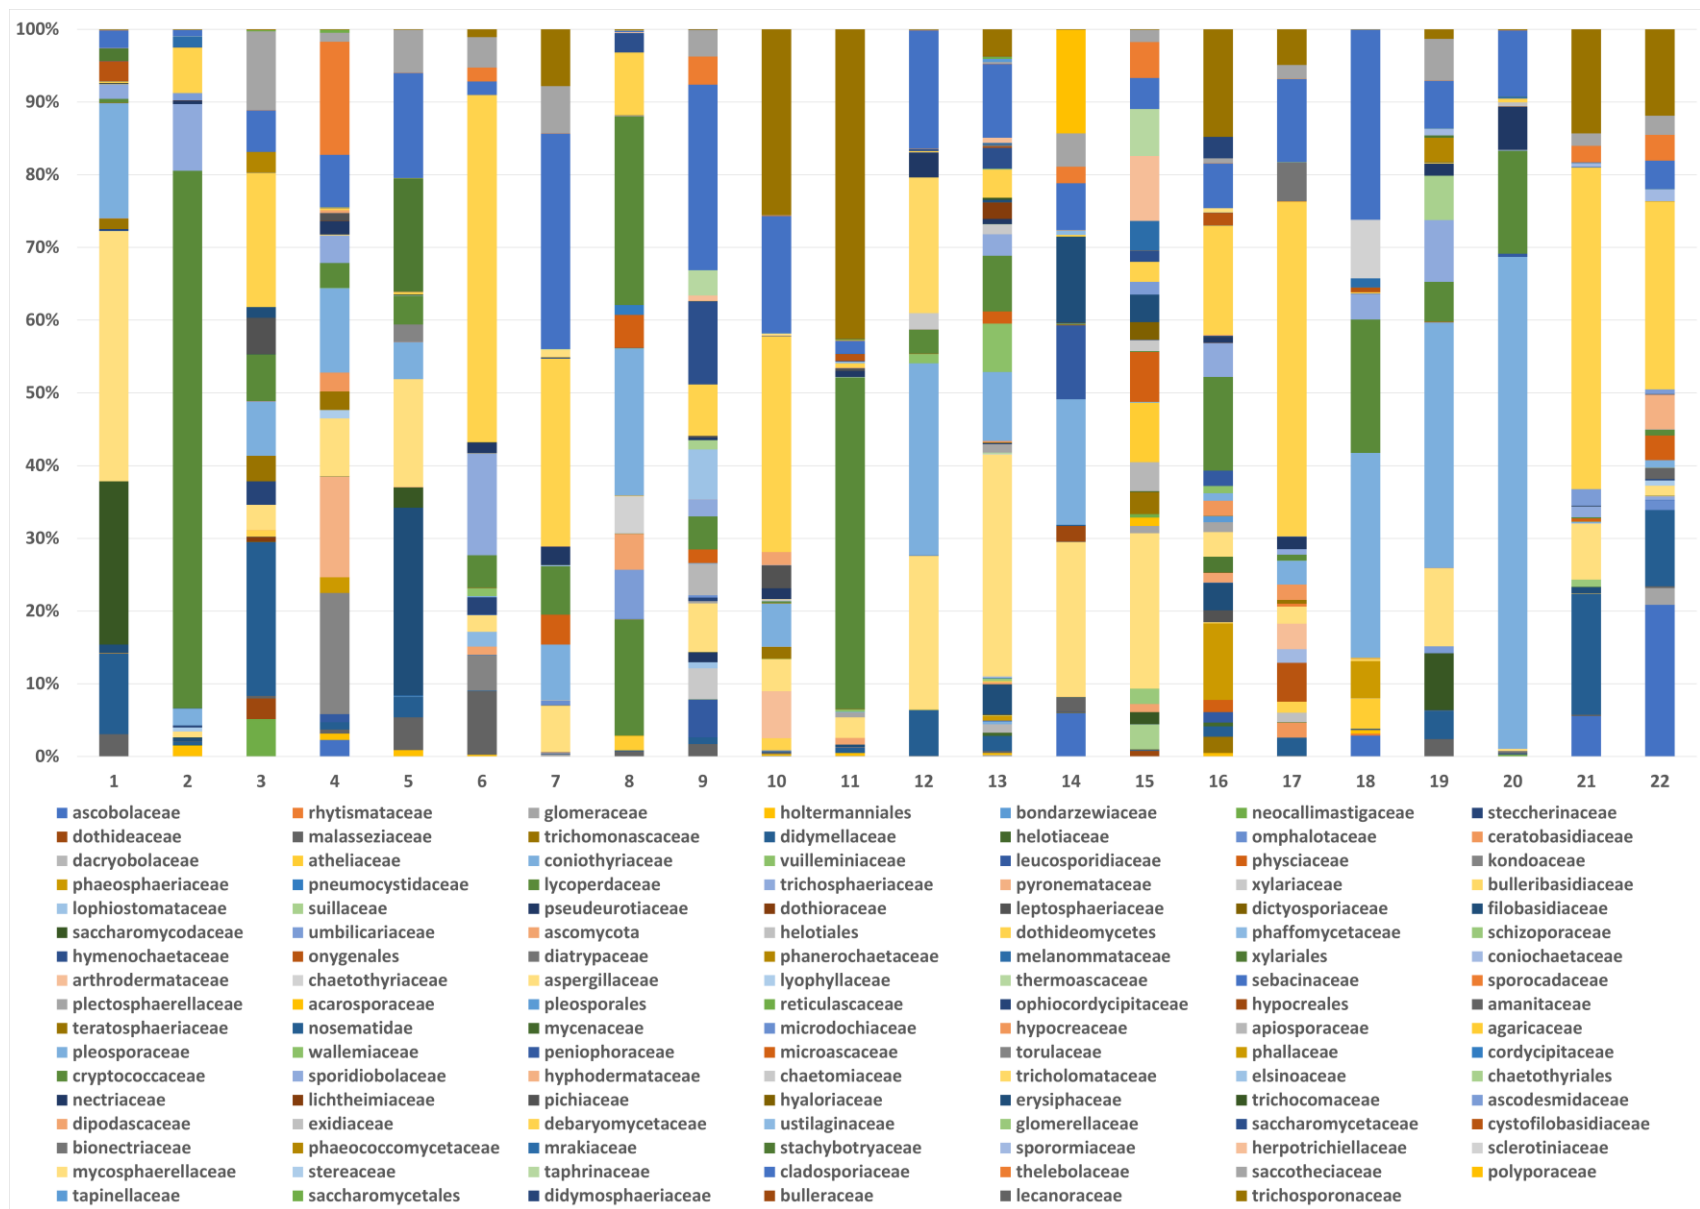 100%
90%
80%
70%
60%
50%
40%
30%
20%
10%
0%
1 2 3 4 5 6 7 8 9 10 11 12 13 14 15 16 17 18 19 20 21 22
ascobolaceae rhytismataceae glomeraceae holtermanniales bondarzewiaceae neocallimastigaceae steccherinaceae
dothideaceae malasseziaceae trichomonascaceae didymellaceae helotiaceae omphalotaceae ceratobasidiaceae
dacryobolaceae atheliaceae coniothyriaceae vuilleminiaceae leucosporidiaceae physciaceae kondoaceae
phaeosphaeriaceae pneumocystidaceae lycoperdaceae trichosphaeriaceae pyronemataceae xylariaceae bulleribasidiaceae
lophiostomataceae suillaceae pseudeurotiaceae dothioraceae leptosphaeriaceae dictyosporiaceae filobasidiaceae
saccharomycodaceae umbilicariaceae ascomycota helotiales dothideomycetes phaffomycetaceae schizoporaceae
hymenochaetaceae onygenales diatrypaceae phanerochaetaceae melanommataceae xylariales coniochaetaceae
arthrodermataceae chaetothyriaceae aspergillaceae lyophyllaceae thermoascaceae sebacinaceae sporocadaceae
plectosphaerellaceae acarosporaceae pleosporales reticulascaceae ophiocordycipitaceae hypocreales amanitaceae
teratosphaeriaceae nosematidae mycenaceae microdochiaceae hypocreaceae apiosporaceae agaricaceae
pleosporaceae wallemiaceae peniophoraceae microascaceae torulaceae phallaceae cordycipitaceae
cryptococcaceae sporidiobolaceae hyphodermataceae chaetomiaceae tricholomataceae elsinoaceae chaetothyriales
nectriaceae lichtheimiaceae pichiaceae hyaloriaceae erysiphaceae trichocomaceae ascodesmidaceae
dipodascaceae exidiaceae debaryomycetaceae ustilaginaceae glomerellaceae saccharomycetaceae cystofilobasidiaceae
bionectriaceae phaeococcomycetaceae mrakiaceae stachybotryaceae sporormiaceae herpotrichiellaceae sclerotiniaceae
mycosphaerellaceae stereaceae taphrinaceae cladosporiaceae thelebolaceae saccotheciaceae polyporaceae
tapinellaceae saccharomycetales didymosphaeriaceae bulleraceae lecanoraceae trichosporonaceae